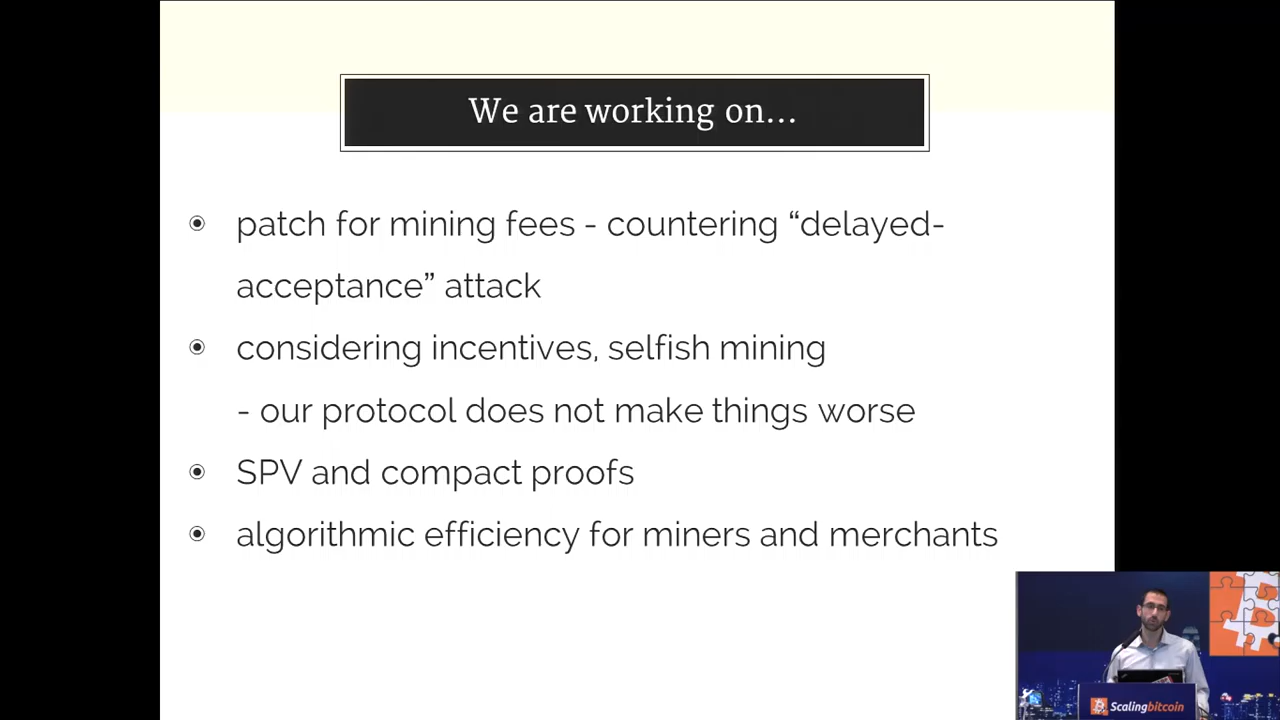 We are working on...
patch for mining fees - countering “delayed-
acceptance” attack
considering incentives, selfish mining
- our protocol does not make things worse
SPV and compact proofs
algorithmic efficiency for miners and merchants
Scalingbitcoin